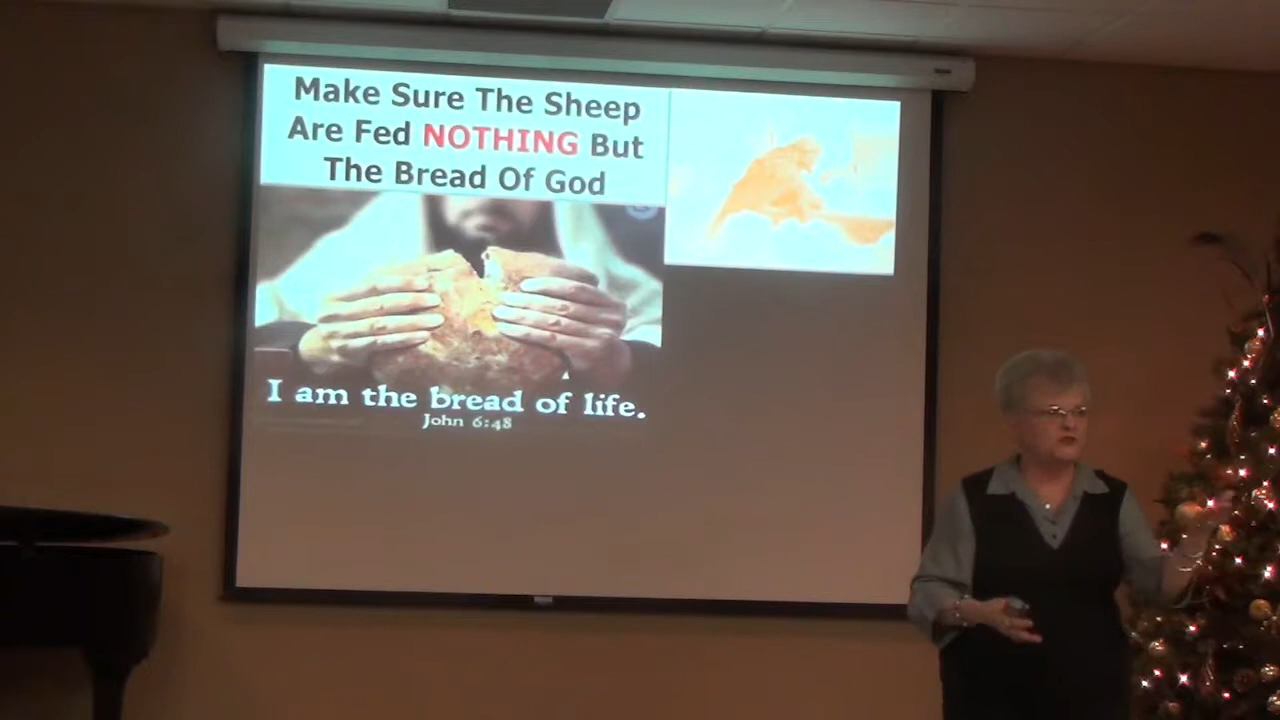 Make Sure The Sheep
Are Fed NOTHING But
The Bread Of God
I am the bread of life.
John 6:48